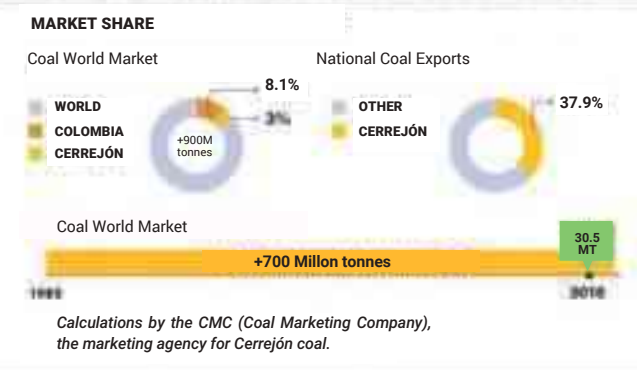 MARKET SHARE
Coal World Market
8.1%
3%
WORLD
COLOMBIA
CERREJÓN
+900M
tonnes
National Coal Exports
37.9%
OTHER
CERREJÓN
Coal World Market
30.5
MT
+700 Millon tonnes
Calculations by the CMC (Coal Marketing Company),
the marketing agency for Cerrejón coal.